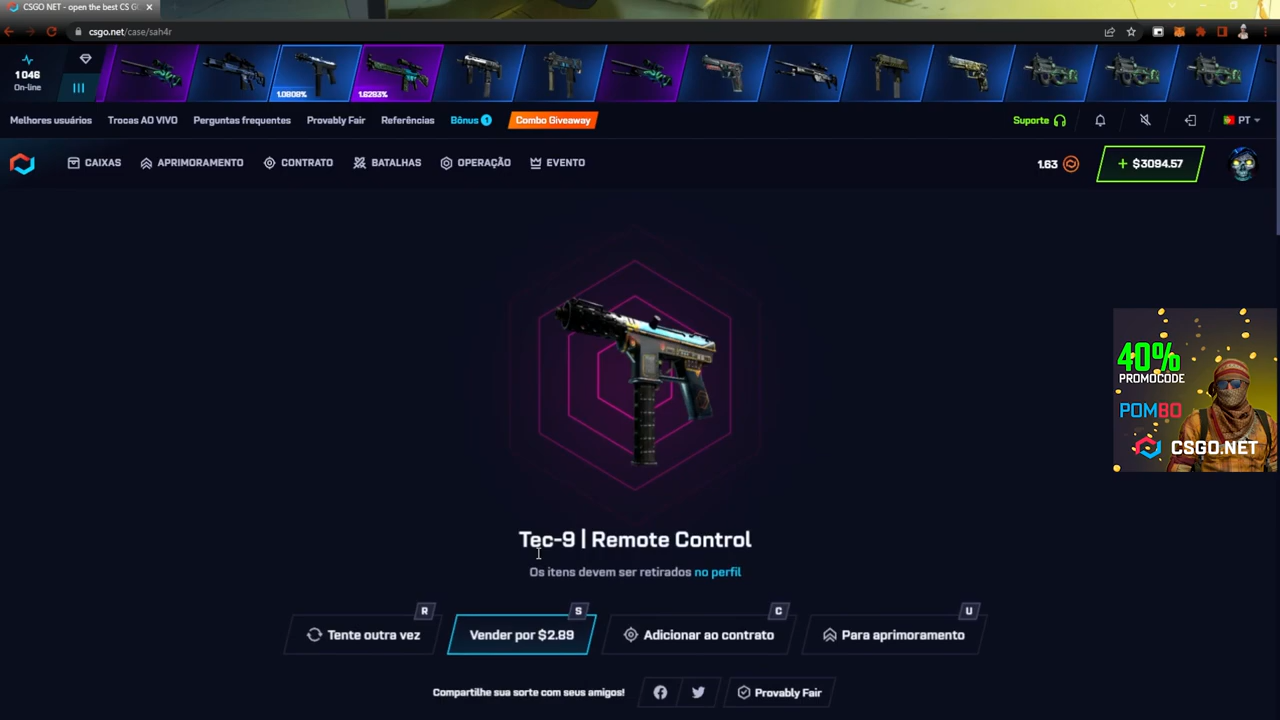 CSGO NET - open the best CS G
csgo.net/case/sah4r
1 046
On-line
1.0808%
1.6283%
Melhores usuários
Trocas AO VIVO
Perguntas frequentes
Provably Fair
Referências
Bônus 1
Combo Giveaway
Suporte
PT
CAIXAS
APRIMORAMENTO
CONTRATO
BATALHAS
OPERAÇÃO
EVENTO
1.63
+ $3094.57
40%
PROMOCODE
POMBO
CSGO.NET
Tec-9 | Remote Control
Os itens devem ser retirados no perfil
R
Tente outra vez
S
Vender por $2.89
C
Adicionar ao contrato
U
Para aprimoramento
Compartilhe sua sorte com seus amigos!
Provably Fair